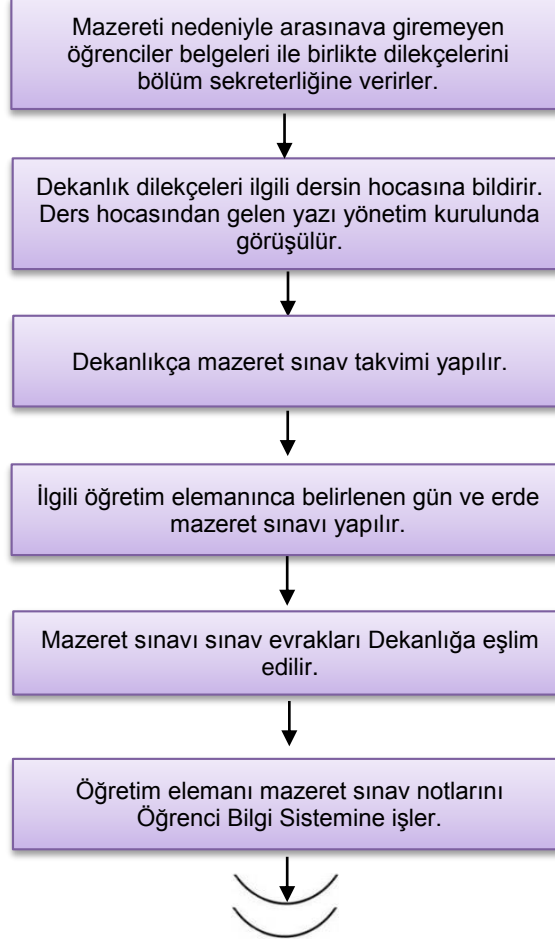 Mazereti nedeniyle arasınava giremeyen
öğrenciler belgeleri ile birlikte dilekçelerini
bölüm sekreterliğine verirler.
Dekanlık dilekçeleri ilgili dersin hocasına bildirir.
Ders hocasından gelen yazı yönetim kurulunda
görüşülür.
Dekanlıkça mazeret sınav takvimi yapılır.
İlgili öğretim elemanınca belirlenen gün ve erde
mazeret sınavı yapılır.
Mazeret sınavı sınav evrakları Dekanlığa eşlim
edilir.
Öğretim elemanı mazeret sınav notlarını
Öğrenci Bilgi Sistemine işler.